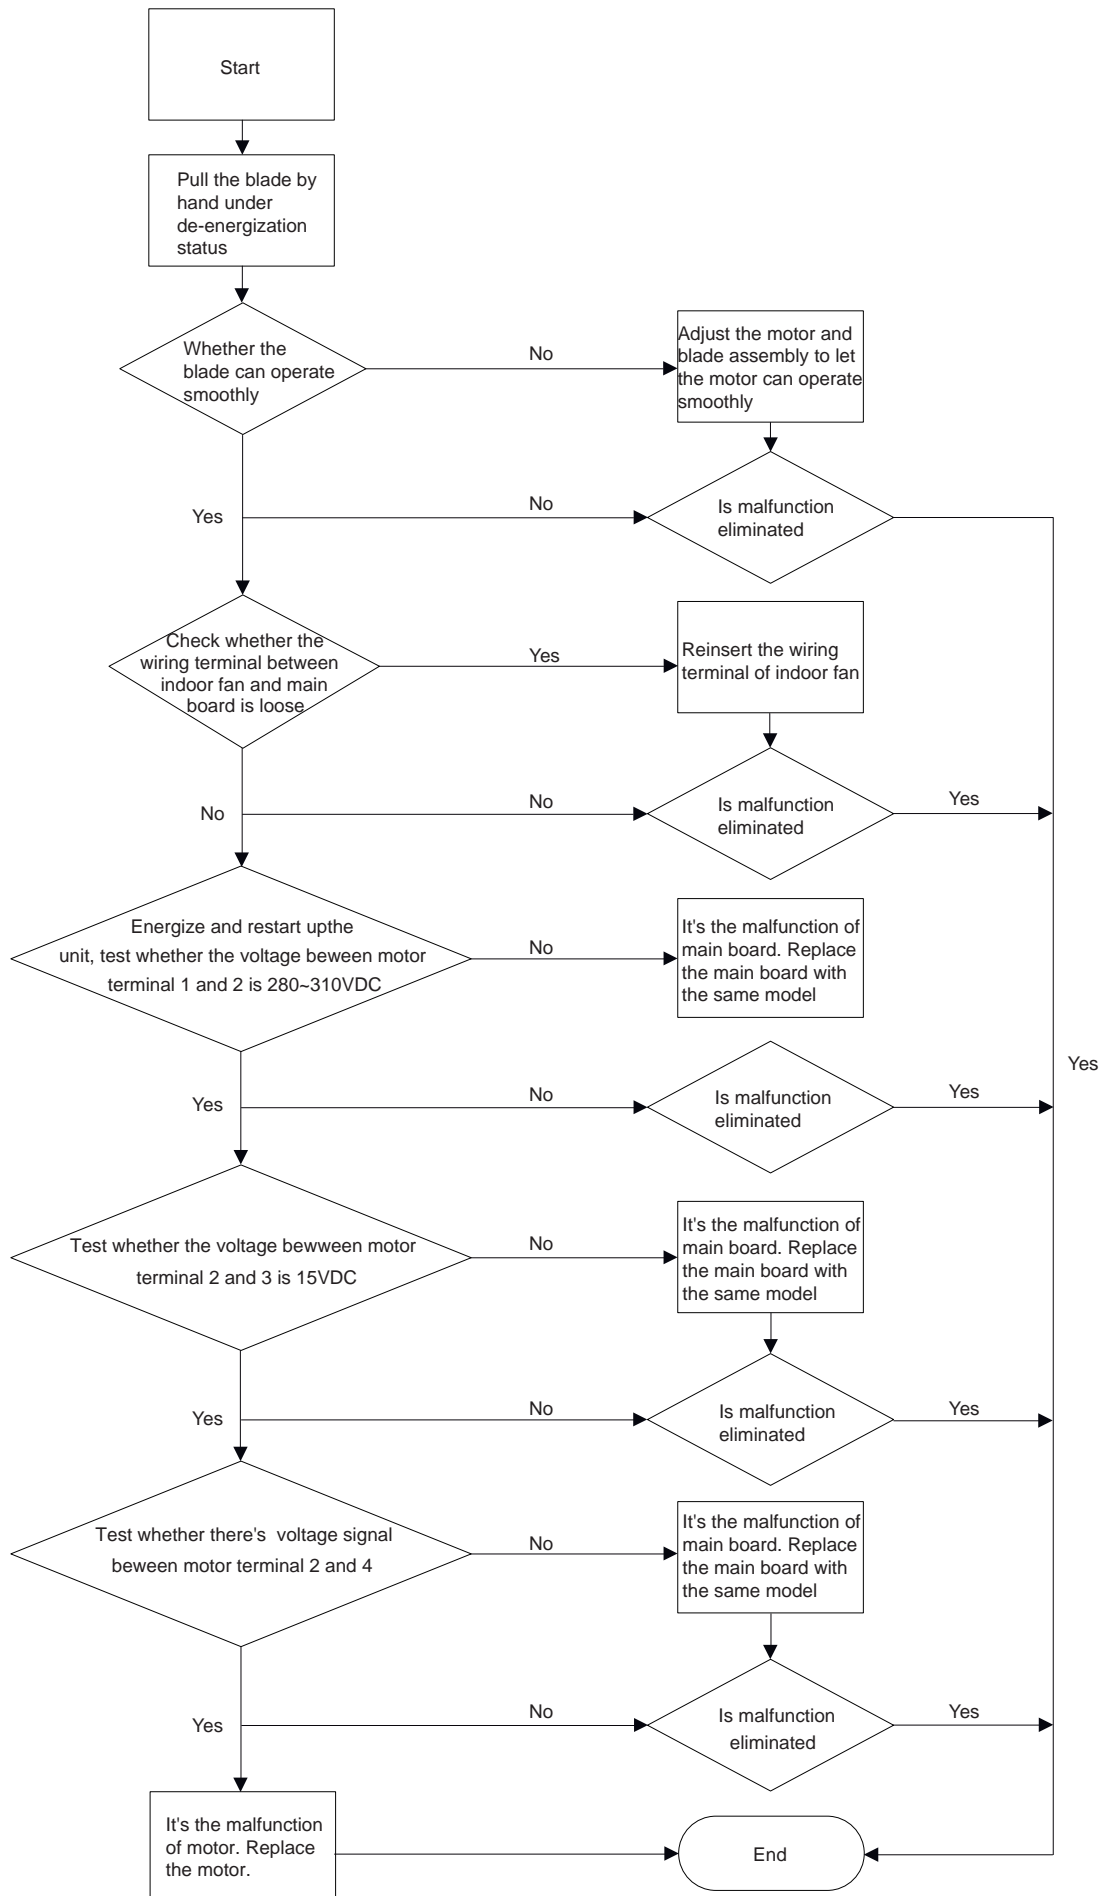 Start
Pull the blade by
hand under
de-energization
status
Whether the
blade can operate
smoothly
No
Adjust the motor and
blade assembly to let
the motor can operate
smoothly
Yes
No
Is malfunction
eliminated
Check whether the
wiring terminal between
indoor fan and main
board is loose
Yes
Reinsert the wiring
terminal of indoor fan
No
No
Is malfunction
eliminated
Yes
Energize and restart upthe
unit, test whether the voltage beween motor
terminal 1 and 2 is 280~310VDC
No
It's the malfunction of
main board. Replace
the main board with
the same model
Yes
Yes
No
Is malfunction
eliminated
Yes
Test whether the voltage bewween motor
terminal 2 and 3 is 15VDC
No
It's the malfunction of
main board. Replace
the main board with
the same model
Yes
No
Is malfunction
eliminated
Yes
Test whether there's  voltage signal
beween motor terminal 2 and 4
No
It's the malfunction of
main board. Replace
the main board with
the same model
Yes
No
Is malfunction
eliminated
Yes
It's the malfunction
of motor. Replace
the motor.
End